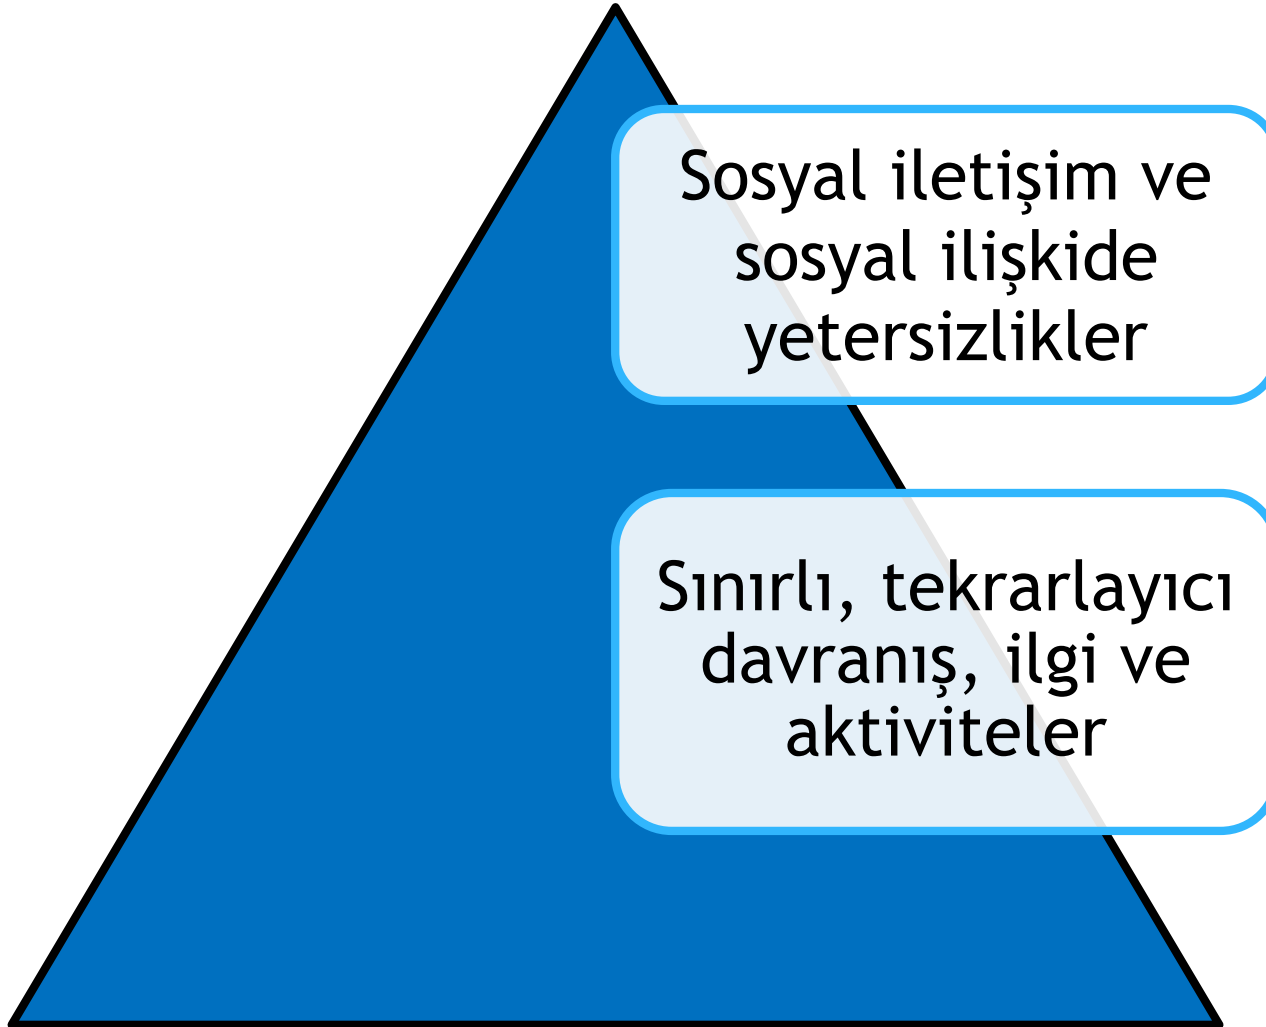 Sosyal iletişim ve
sosyal ilişkide
yetersizlikler
Sınırlı, tekrarlayıcı
davranış, ilgi ve
aktiviteler